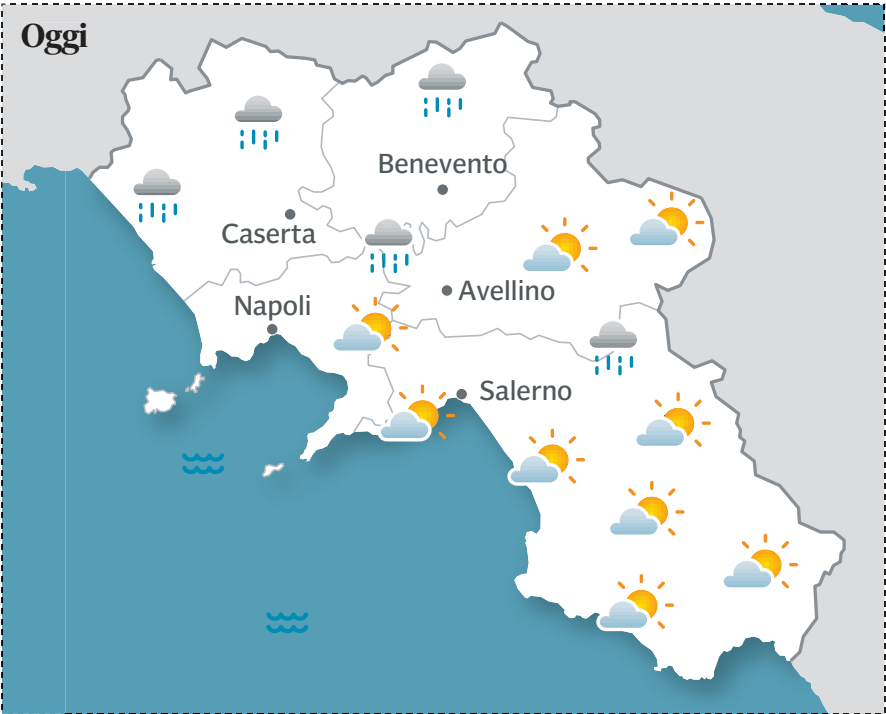 Oggi
Benevento
Caserta
Avellino
Napoli
Salerno